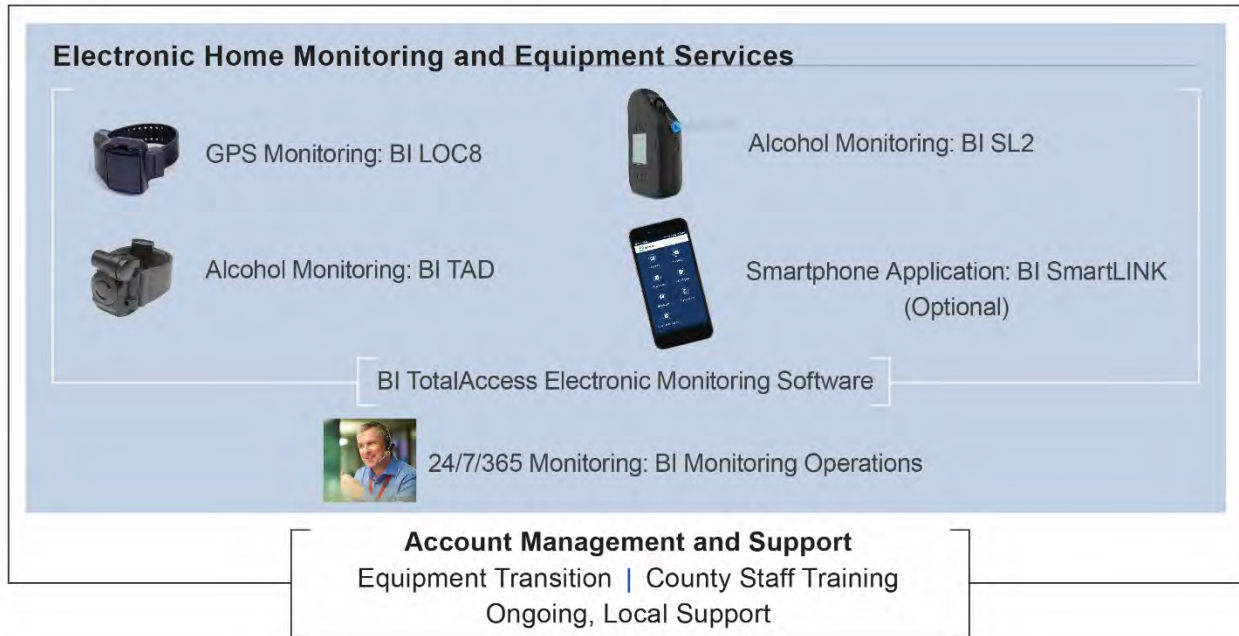 Electronic Home Monitoring and Equipment Services
GPS Monitoring: BI LOC8
Alcohol Monitoring: BI SL2
Alcohol Monitoring: BI TAD
Smartphone Application: BI SmartLINK
(Optional)
BI TotalAccess Electronic Monitoring Software
24/7/365 Monitoring: BI Monitoring Operations
Account Management and Support
Equipment Transition | County Staff Training
Ongoing, Local Support